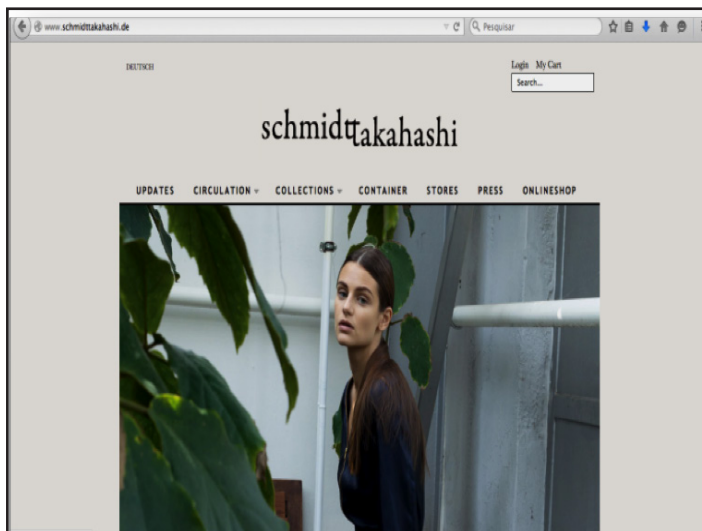 www.schmidttakahashi.de
Pesquisar
DEUTSCH
Login My Cart
Search...
schmidttakahashi
UPDATES CIRCULATION COLLECTIONS CONTAINER STORES PRESS ONLINESHOP